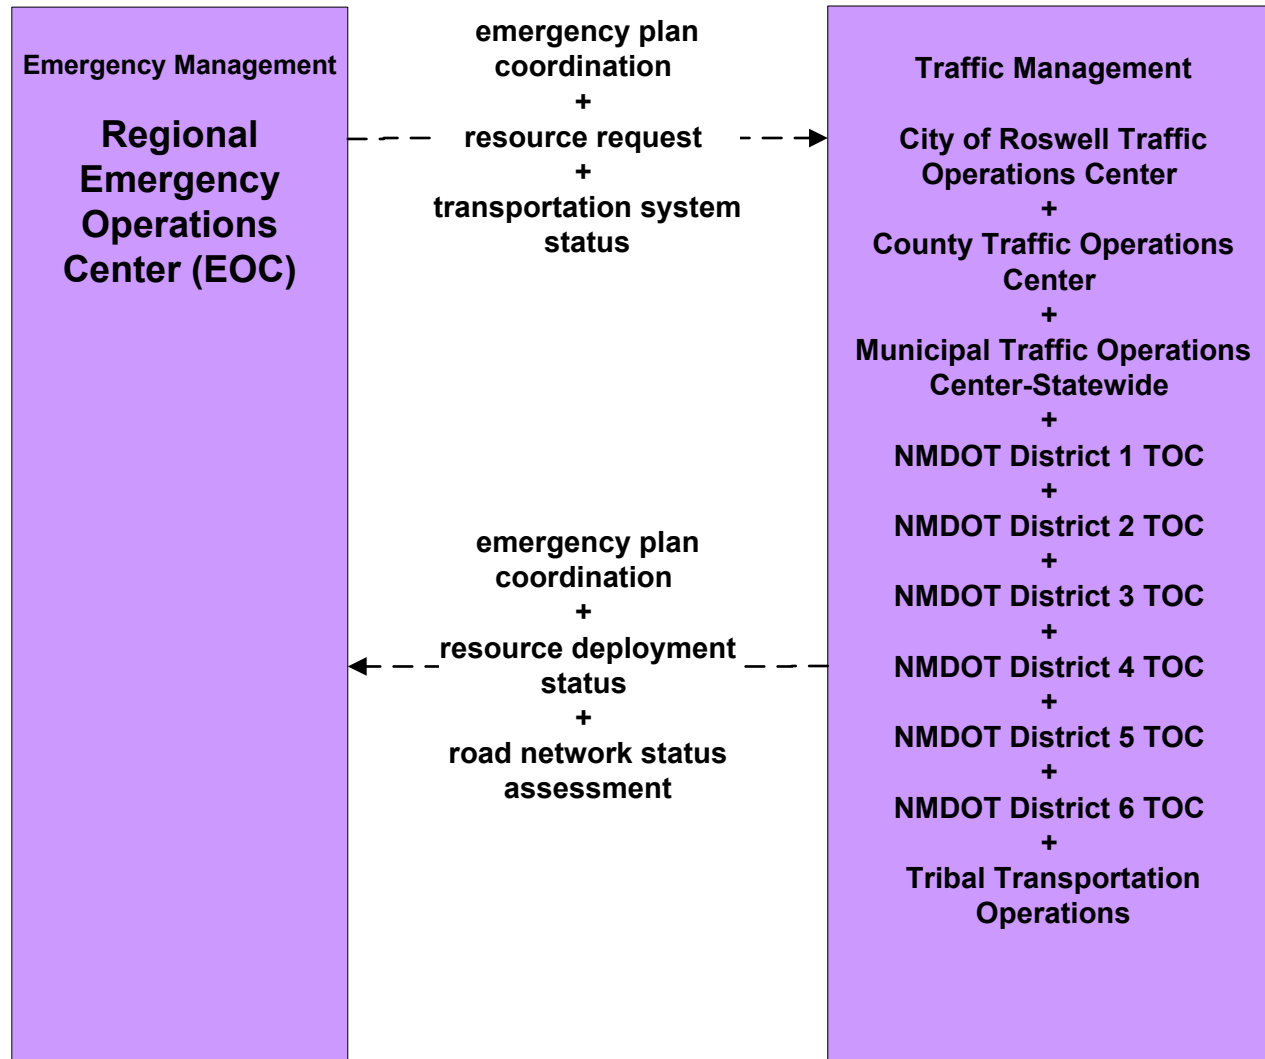 Emergency Management
Regional
Emergency
Operations
Center (EOC)
emergency plan
coordination
+
resource request
+
transportation system
status
emergency plan
coordination
+
resource deployment
status
+
road network status
assessment
Traffic Management
City of Roswell Traffic
Operations Center
+
County Traffic Operations
Center
+
Municipal Traffic Operations
Center-Statewide
+
NMDOT District 1 TOC
+
NMDOT District 2 TOC
+
NMDOT District 3 TOC
+
NMDOT District 4 TOC
+
NMDOT District 5 TOC
+
NMDOT District 6 TOC
+
Tribal Transportation
Operations